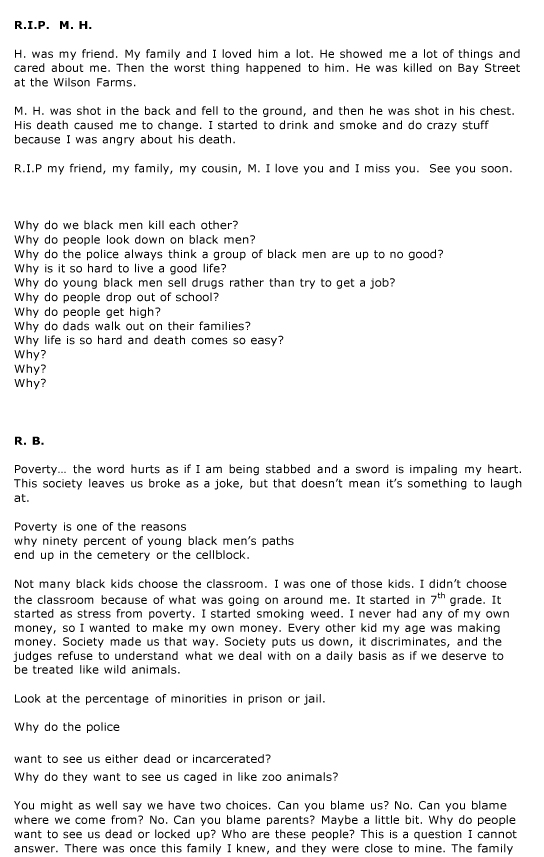 R.I.P.  M. H.
H. was my friend. My family and I loved him a lot. He showed me a lot of things and
cared about me. Then the worst thing happened to him. He was killed on Bay Street
at the Wilson Farms.
M. H. was shot in the back and fell to the ground, and then he was shot in his chest.
His death caused me to change. I started to drink and smoke and do crazy stuff
because I was angry about his death.
R.I.P my friend, my family, my cousin, M. I love you and I miss you.  See you soon.
Why do we black men kill each other?
Why do people look down on black men?
Why do the police always think a group of black men are up to no good?
Why is it so hard to live a good life?
Why do young black men sell drugs rather than try to get a job?
Why do people drop out of school?
Why do people get high?
Why do dads walk out on their families?
Why life is so hard and death comes so easy?
Why?
Why?
Why?
R. B.
Poverty… the word hurts as if I am being stabbed and a sword is impaling my heart.
This society leaves us broke as a joke, but that doesn’t mean it’s something to laugh
at.
Poverty is one of the reasons
why ninety percent of young black men’s paths
end up in the cemetery or the cellblock.
Not many black kids choose the classroom. I was one of those kids. I didn’t choose
the classroom because of what was going on around me. It started in 7th grade. It
started as stress from poverty. I started smoking weed. I never had any of my own
money, so I wanted to make my own money. Every other kid my age was making
money. Society made us that way. Society puts us down, it discriminates, and the
judges refuse to understand what we deal with on a daily basis as if we deserve to
be treated like wild animals.
Look at the percentage of minorities in prison or jail.
Why do the police
want to see us either dead or incarcerated?
Why do they want to see us caged in like zoo animals?
You might as well say we have two choices. Can you blame us? No. Can you blame
where we come from? No. Can you blame parents? Maybe a little bit. Why do people
want to see us dead or locked up? Who are these people? This is a question I cannot
answer. There was once this family I knew, and they were close to mine. The family